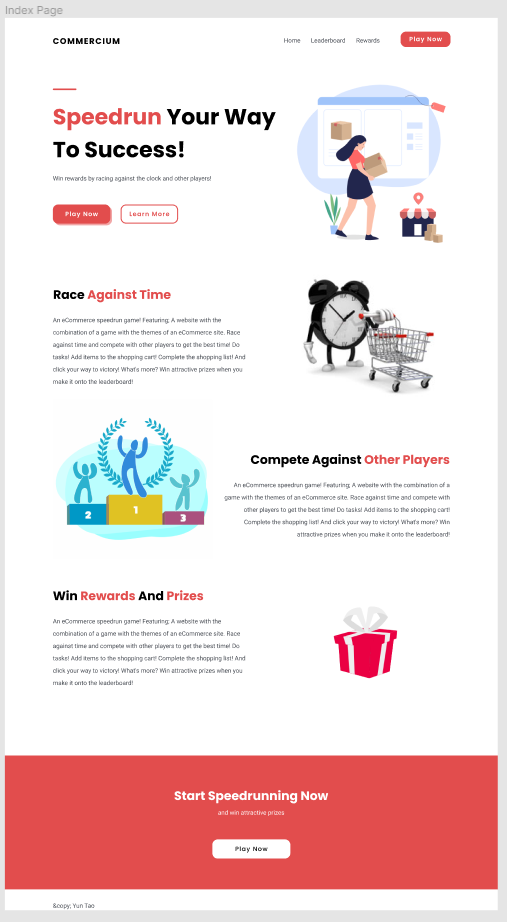 Index Page
COMMERCIUM
Home Leaderboard Rewards Play Now
Speedrun Your Way
To Success!
Win rewards by racing against the clock and other players!
Play Now Learn More
Race Against Time
An eCommerce speedrun game! Featuring; A website with the
combination of a game with the themes of an eCommerce site. Race
against time and compete with other players to get the best time! Do
tasks! Add items to the shopping cart! Complete the shopping list! And
click your way to victory! What's more? Win attractive prizes when you
make it onto the leaderboard!
2 1 3
Compete Against Other Players
An eCommerce speedrun game! Featuring; A website with the combination of a
game with the themes of an eCommerce site. Race against time and compete with
other players to get the best time! Do tasks! Add items to the shopping cart!
Complete the shopping list! And click your way to victory! What's more? Win
attractive prizes when you make it onto the leaderboard!
Win Rewards And Prizes
An eCommerce speedrun game! Featuring; A website with the
combination of a game with the themes of an eCommerce site. Race
against time and compete with other players to get the best time! Do
tasks! Add items to the shopping cart! Complete the shopping list! And
click your way to victory! What's more? Win attractive prizes when you
make it onto the leaderboard!
Start Speedrunning Now
and win attractive prizes
Play Now
&copy; Yun Tao